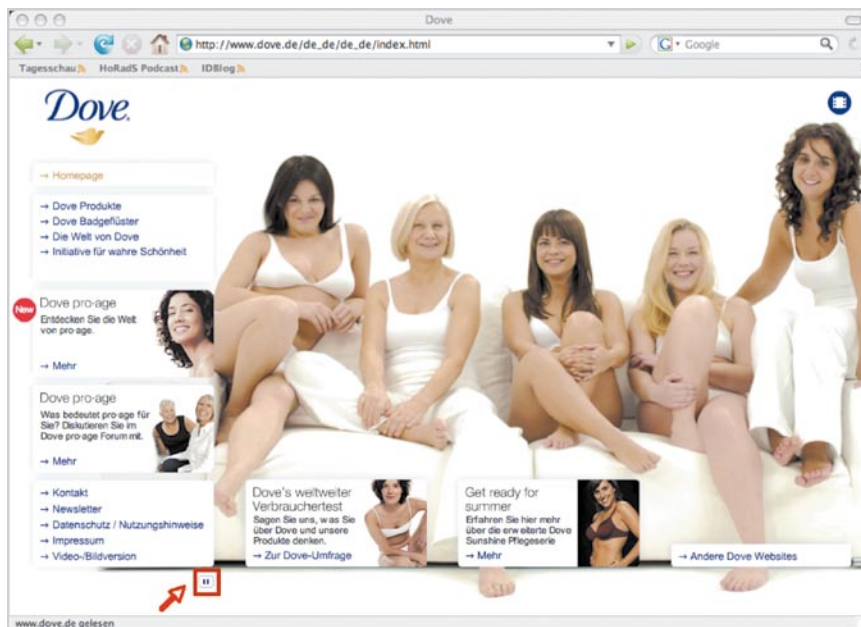 Dove
http://www.dove.de/de_de/de_de/index.html
Google
Tagesschau
HoRadS Podcast
IDBlog
Dove
→ Homepage
→ Dove Produkte
→ Dove Badgeflüster
→ Die Welt von Dove
→ Initiative für wahre Schönheit
New
Dove pro·age
Entdecken Sie die Welt
von pro age.
→ Mehr
Dove pro·age
Was bedeutet pro·age für
Sie? Diskutieren Sie im
Dove pro·age Forum mit.
→ Mehr
→ Kontakt
→ Newsletter
→ Datenschutz / Nutzungshinweise
→ Impressum
→ Video-/Bildversion
Dove's weltweiter
Verbrauchertest
Sagen Sie uns, was Sie
über Dove und unsere
Produkte denken.
→ Zur Dove-Umfrage
Get ready for
summer
Erfahren Sie hier mehr
über die erweiterte Dove
Sunshine Pflegeserie
→ Mehr
→ Andere Dove Websites
www.dove.de gelesen